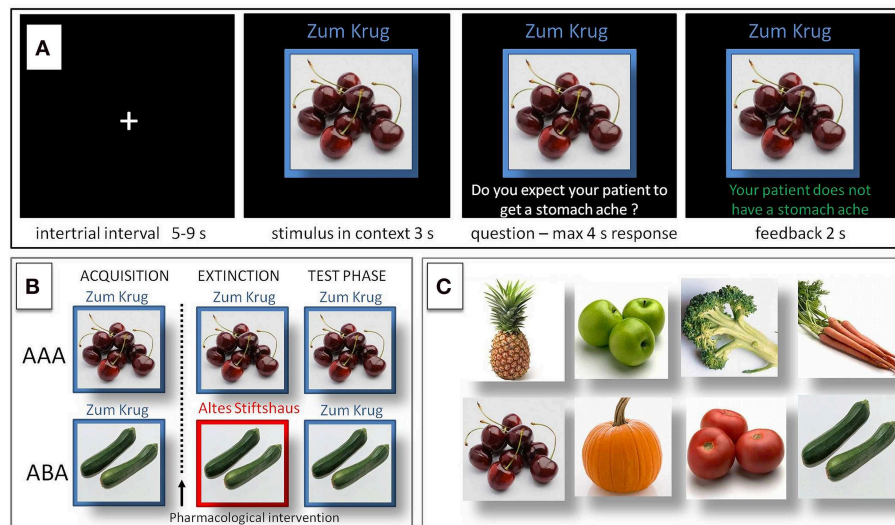 A
Zum Krug
Zum Krug
Zum Krug
+
Do you expect your patient to
get a stomach ache ?
Your patient does not
have a stomach ache
intertrial interval 5-9 s
stimulus in context 3 s
question – max 4 s response
feedback 2 s
B
ACQUISITION
EXTINCTION
TEST PHASE
Zum Krug
Zum Krug
Zum Krug
AAA
Zum Krug
Altes Stiftshaus
Zum Krug
ABA
Pharmacological intervention
C